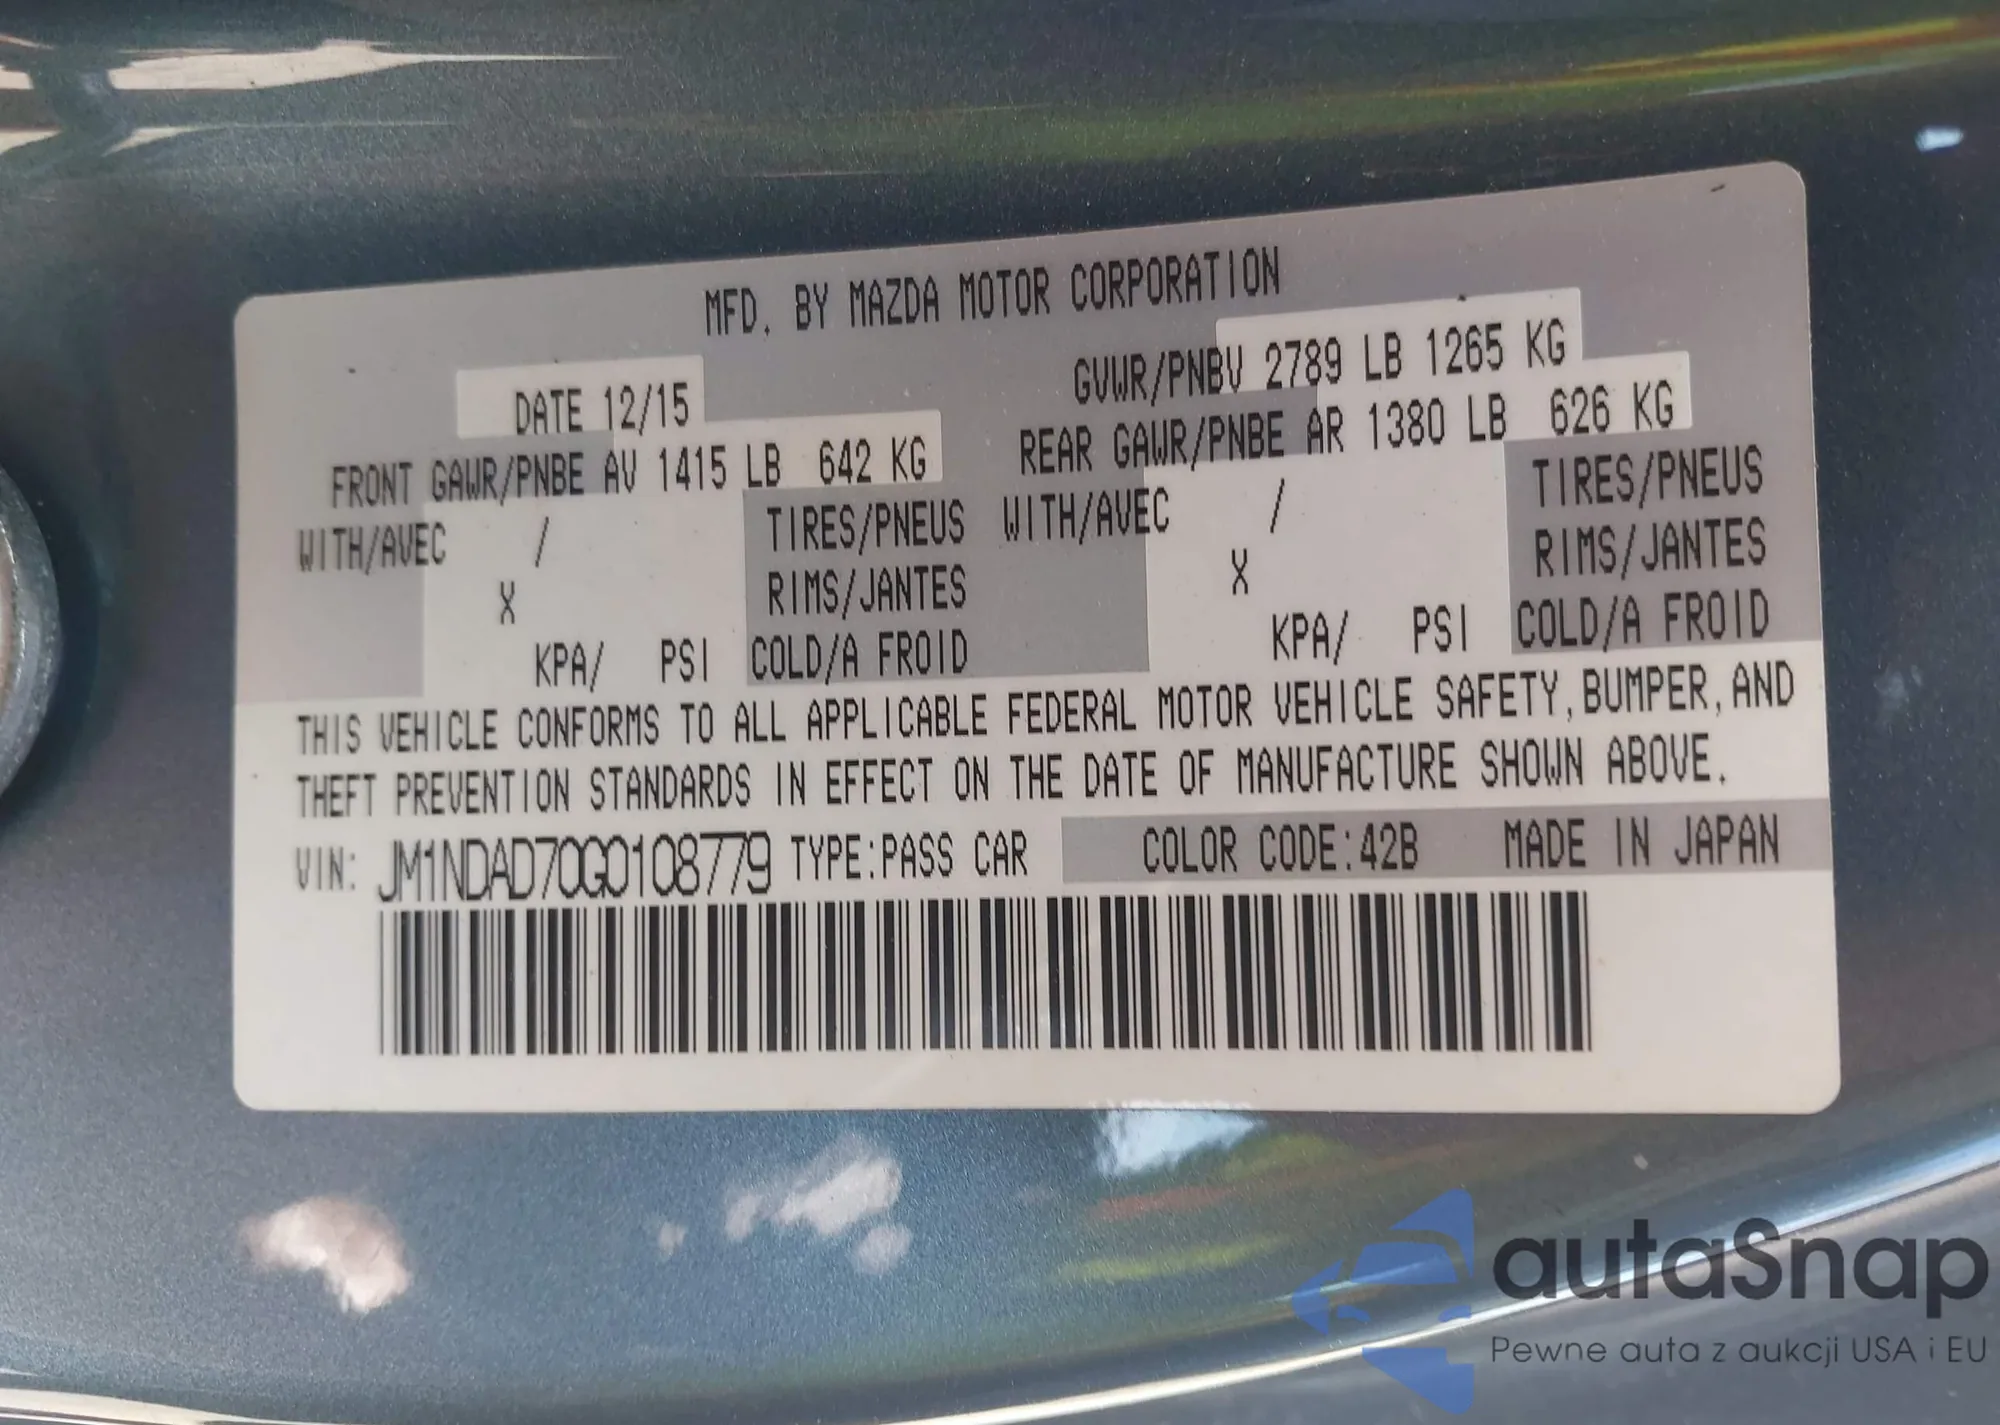 MFD. BY MAZDA MOTOR CORPORATION
DATE 12/15 GVWR/PNBV 2789 LB 1265 KG
FRONT GAWR/PNBE AV 1415 LB 642 KG REAR GAWR/PNBE AR 1380 LB 626 KG
WITH/AVEC / TIRES/PNEUS WITH/AVEC / TIRES/PNEUS
X RIMS/JANTES X RIMS/JANTES
KPA/ PSI COLD/A FROID KPA/ PSI COLD/A FROID
THIS VEHICLE CONFORMS TO ALL APPLICABLE FEDERAL MOTOR VEHICLE SAFETY, BUMPER, AND
THEFT PREVENTION STANDARDS IN EFFECT ON THE DATE OF MANUFACTURE SHOWN ABOVE.
VIN: JM1NDAD70G0108779 TYPE:PASS CAR COLOR CODE:42B MADE IN JAPAN
autaSnap
Pewne auta z aukcji USA i EU